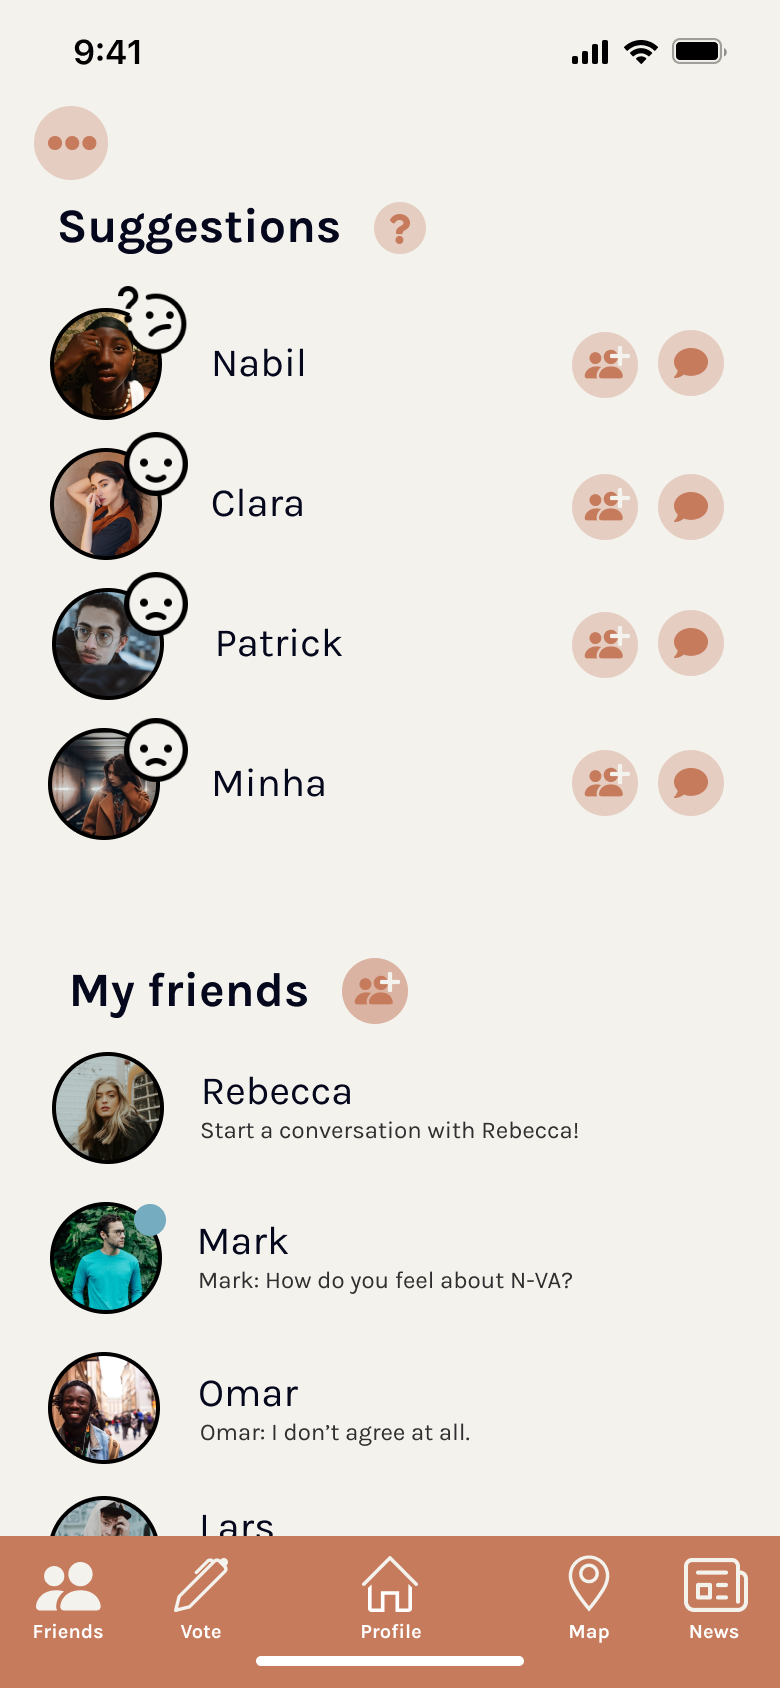 9:41
Suggestions ?
Nabil
Clara
Patrick
Minha
My friends
Rebecca
Start a conversation with Rebecca!
Mark
Mark: How do you feel about N-VA?
Omar
Omar: I don’t agree at all.
Lars
Friends Vote Profile Map News